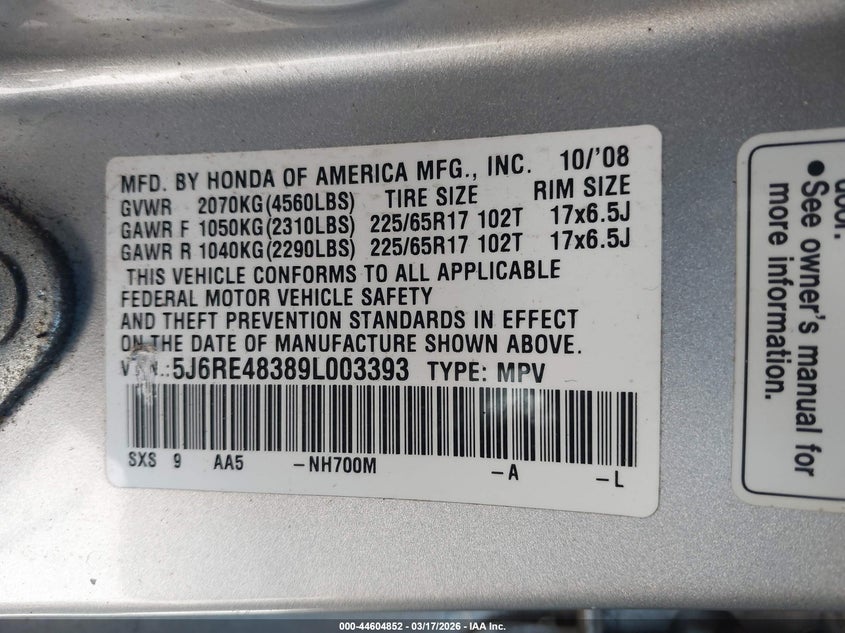 MFD. BY HONDA OF AMERICA MFG., INC. 10/'08
GVWR 2070KG(4560LBS) TIRE SIZE RIM SIZE
GAWR F 1050KG(2310LBS) 225/65R17 102T 17x6.5J
GAWR R 1040KG(2290LBS) 225/65R17 102T 17x6.5J
THIS VEHICLE CONFORMS TO ALL APPLICABLE
FEDERAL MOTOR VEHICLE SAFETY
AND THEFT PREVENTION STANDARDS IN EFFECT
ON THE DATE OF MANUFACTURE SHOWN ABOVE.
5J6RE48389L003393 TYPE: MPV
SXS 9 AA5 -NH700M -A -L
door.
● See owner's manual for
more information.
000-44604852 -- 03/17/2026 -- IAA Inc.